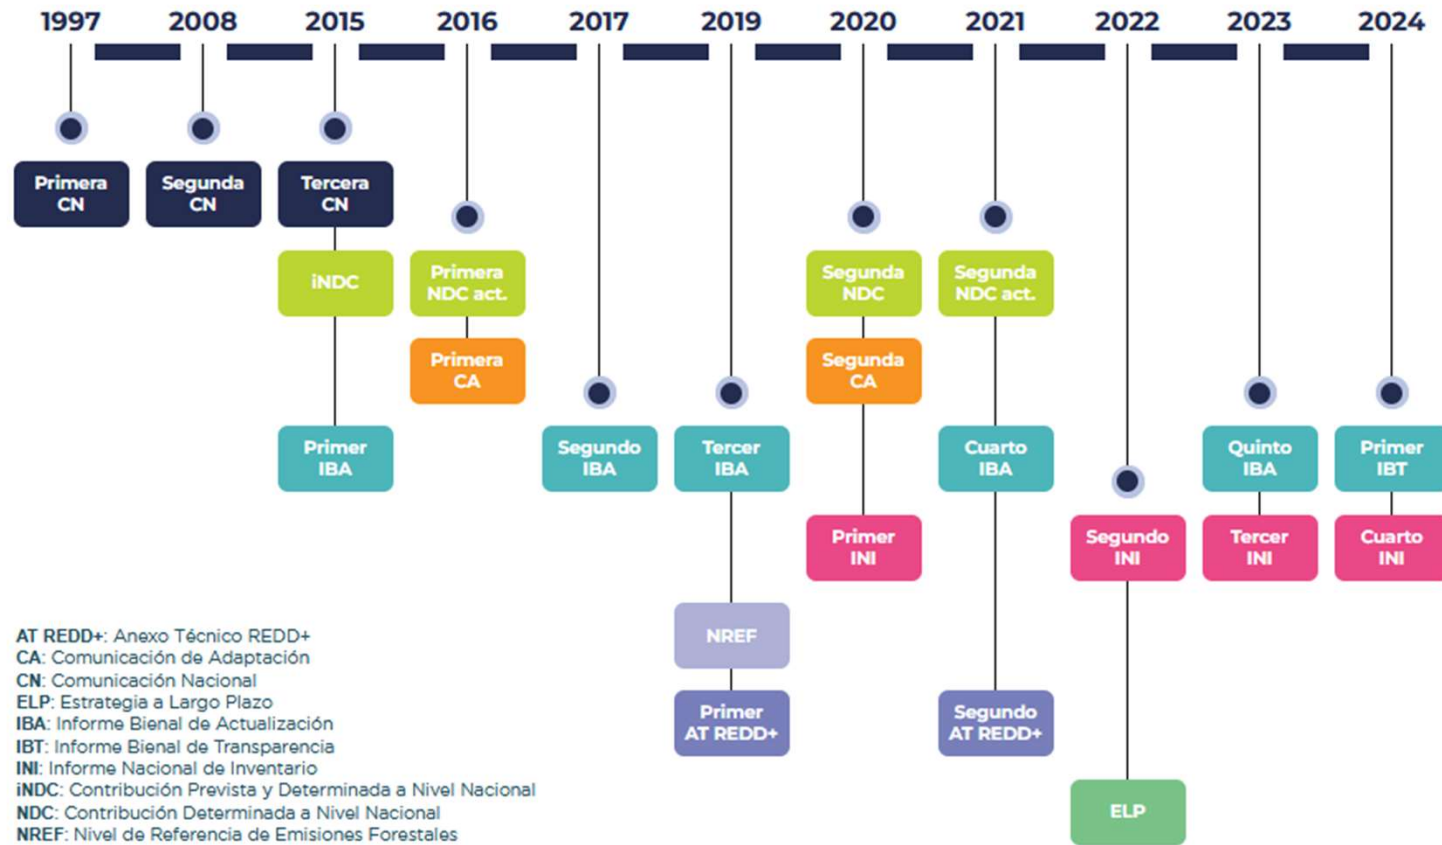 1997 2008 2015 2016 2017 2019 2020 2021 2022 2023 2024
Primera
CN
Segunda
CN
Tercera
CN
iNDC
Primera
NDC act.
Segunda
NDC
Segunda
NDC act.
Primera
CA
Segunda
CA
Primer
IBA
Segundo
IBA
Tercer
IBA
Cuarto
IBA
Quinto
IBA
Primer
IBT
Primer
INI
Segundo
INI
Tercer
INI
Cuarto
INI
NREF
Primer
AT REDD+
Segundo
AT REDD+
ELP
AT REDD+: Anexo Técnico REDD+
CA: Comunicación de Adaptación
CN: Comunicación Nacional
ELP: Estrategia a Largo Plazo
IBA: Informe Bienal de Actualización
IBT: Informe Bienal de Transparencia
INI: Informe Nacional de Inventario
iNDC: Contribución Prevista y Determinada a Nivel Nacional
NDC: Contribución Determinada a Nivel Nacional
NREF: Nivel de Referencia de Emisiones Forestales